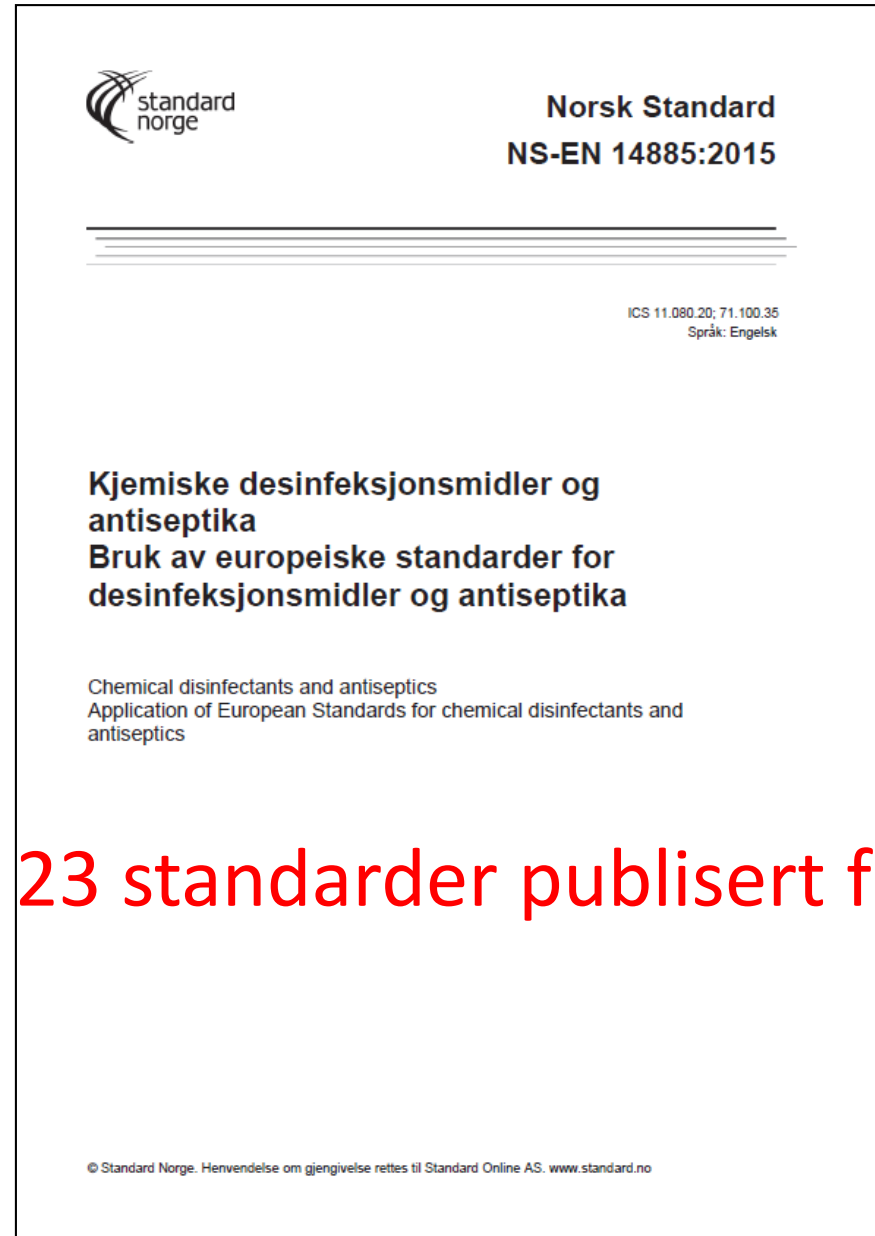 standard
norge
Norsk Standard
NS-EN 14885:2015
ICS 11.080.20; 71.100.35
Språk: Engelsk
Kjemiske desinfeksjonsmidler og
antiseptika
Bruk av europeiske standarder for
desinfeksjonsmidler og antiseptika
Chemical disinfectants and antiseptics
Application of European Standards for chemical disinfectants and
antiseptics
23 standarder publisert f
© Standard Norge. Henvendelse om gjengivelse rettes til Standard Online AS. www.standard.no